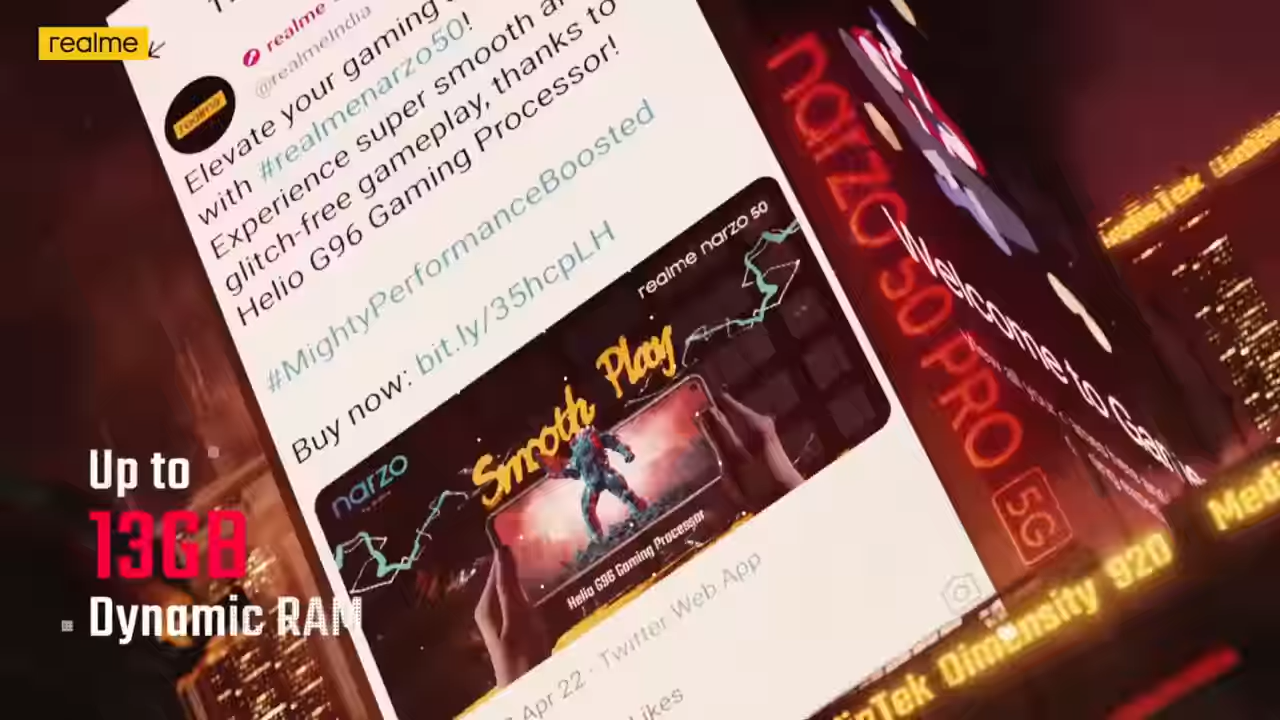 realme
realme
@realmeIndia
realme
Elevate your gaming
with #realmenarzo50!
Experience super smooth
glitch-free gameplay, thanks to
Helio G96 Gaming Processor!
#MightyPerformanceBoosted
Buy now: bit.ly/35hcpLH
realme narzo 50
Smooth Play
narzo
Helio G96 Gaming Processor
Apr 22 · Twitter Web App
Likes
narzo 50 PRO 5G
Welcome to
MediaTek
Dimensity 920
Up to
13GB
Dynamic RAM